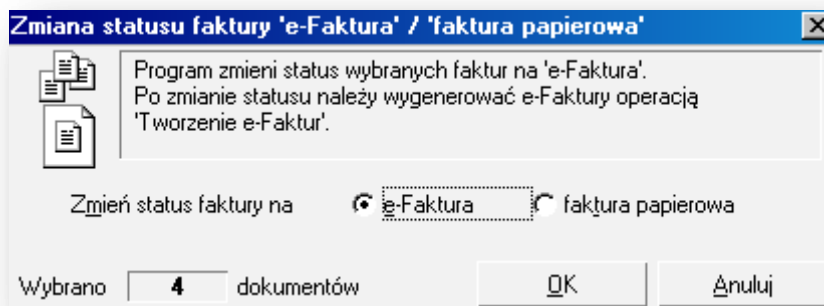 Zmiana statusu faktury 'e-Faktura' / 'faktura papierowa'
Program zmieni status wybranych faktur na 'e-Faktura'.
Po zmianie statusu należy wygenerować e-Faktury operacją
'Tworzenie e-Faktur'.
Zmień status faktury na e-Faktura faktura papierowa
Wybrano 4 dokumentów OK Anuluj